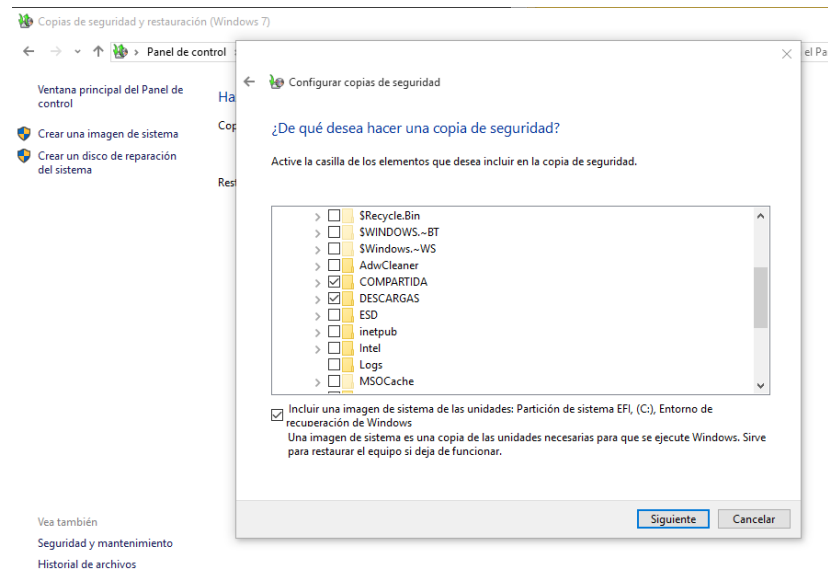 Copias de seguridad y restauración (Windows 7)
Panel de control
el Pa
Ventana principal del Panel de
control
Crear una imagen de sistema
Crear un disco de reparación
del sistema
Ha
Cop
Rest
Configurar copias de seguridad
¿De qué desea hacer una copia de seguridad?
Active la casilla de los elementos que desea incluir en la copia de seguridad.
$Recycle.Bin
$WINDOWS.~BT
$Windows.~WS
AdwCleaner
COMPARTIDA
DESCARGAS
ESD
inetpub
Intel
Logs
MSOCache
Incluir una imagen de sistema de las unidades: Partición de sistema EFI, (C:), Entorno de
recuperación de Windows
Una imagen de sistema es una copia de las unidades necesarias para que se ejecute Windows. Sirve
para restaurar el equipo si deja de funcionar.
Siguiente
Cancelar
Vea también
Seguridad y mantenimiento
Historial de archivos